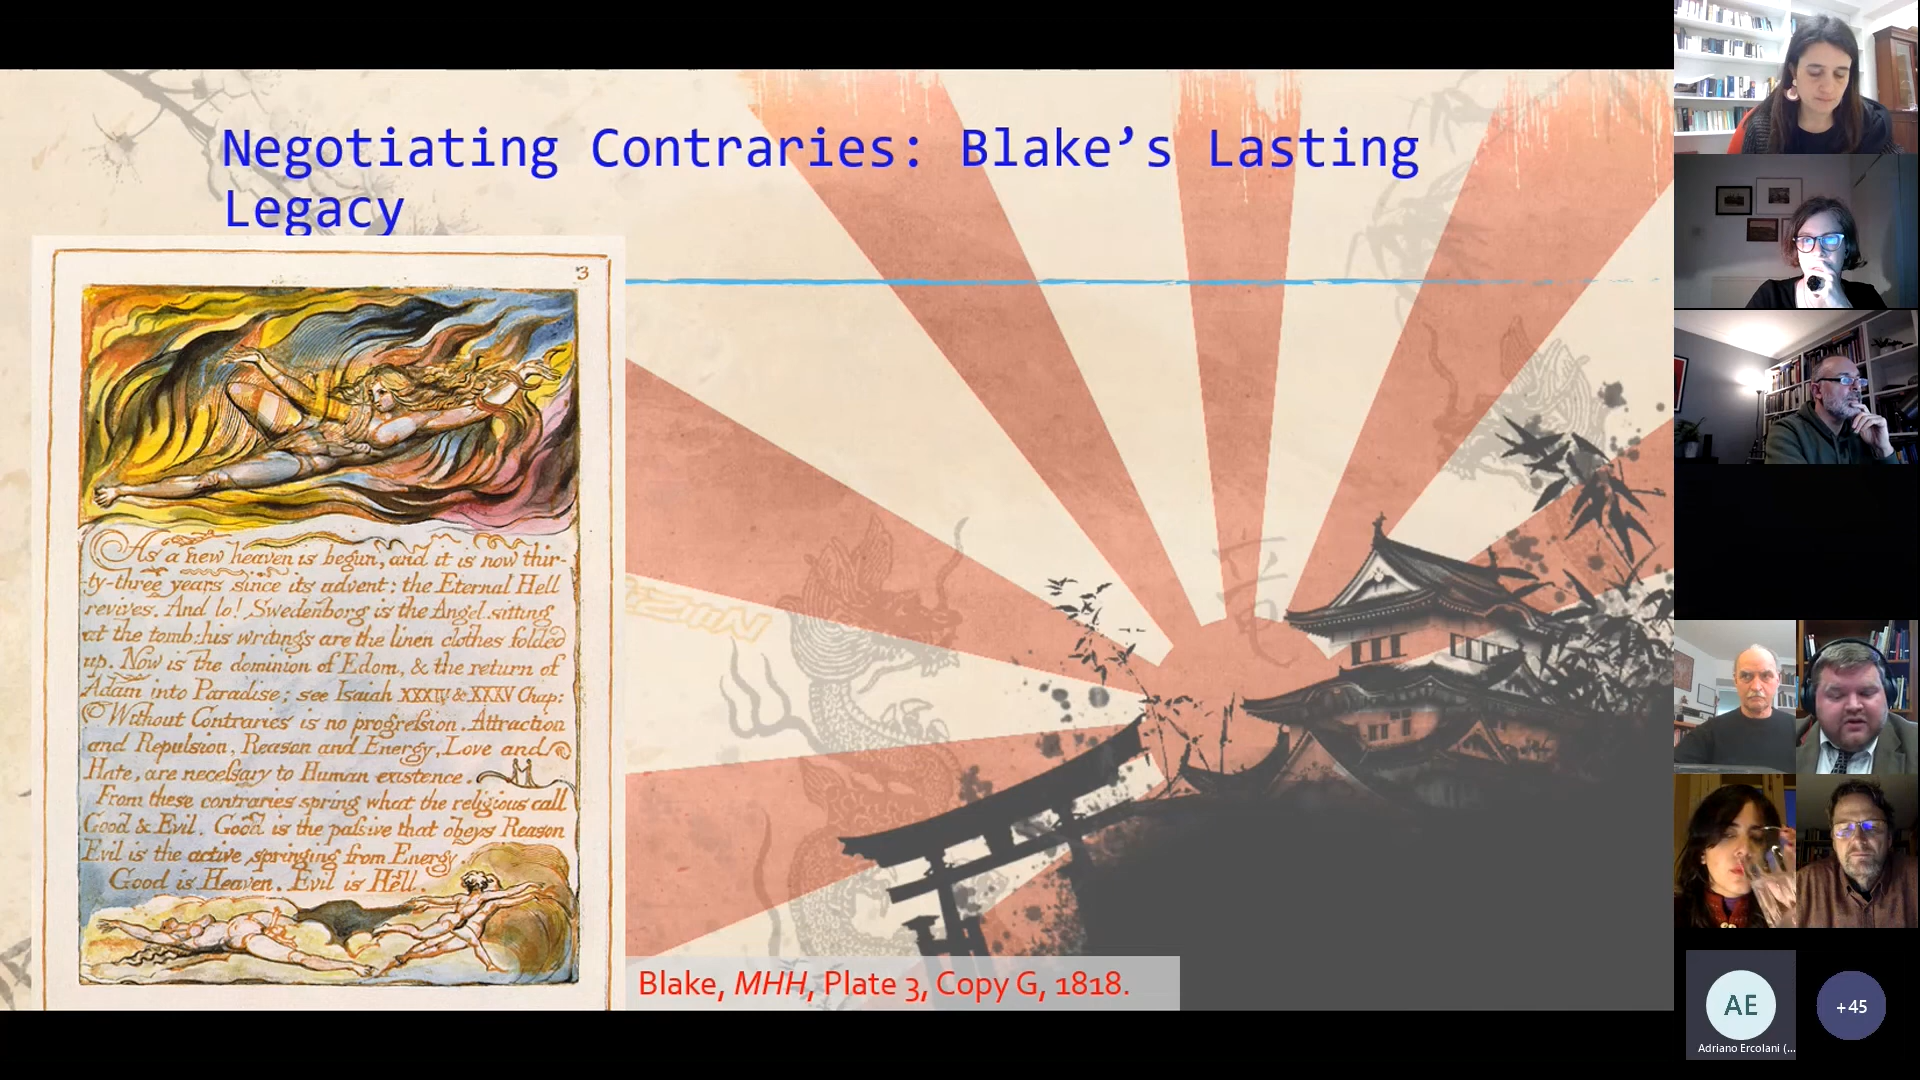 Negotiating Contraries: Blake’s Lasting
Legacy
3
As a new heaven is begun, and it is now thir-
ty-three years since its advent: the Eternal Hell
revives. And lo! Swedenborg is the Angel sitting
at the tomb: his writings are the linen clothes folded
up. Now is the dominion of Edom, & the return of
Adam into Paradise; see Isaiah XXXIV & XXXV Chap:
Without Contraries is no progression. Attraction
and Repulsion, Reason and Energy, Love and
Hate, are necessary to Human existence.
From these contraries spring what the religious call
Good & Evil. Good is the passive that obeys Reason
Evil is the active springing from Energy.
Good is Heaven. Evil is Hell.
Blake, MHH, Plate 3, Copy G, 1818.
竜
AE
Adriano Ercolani (...
+45